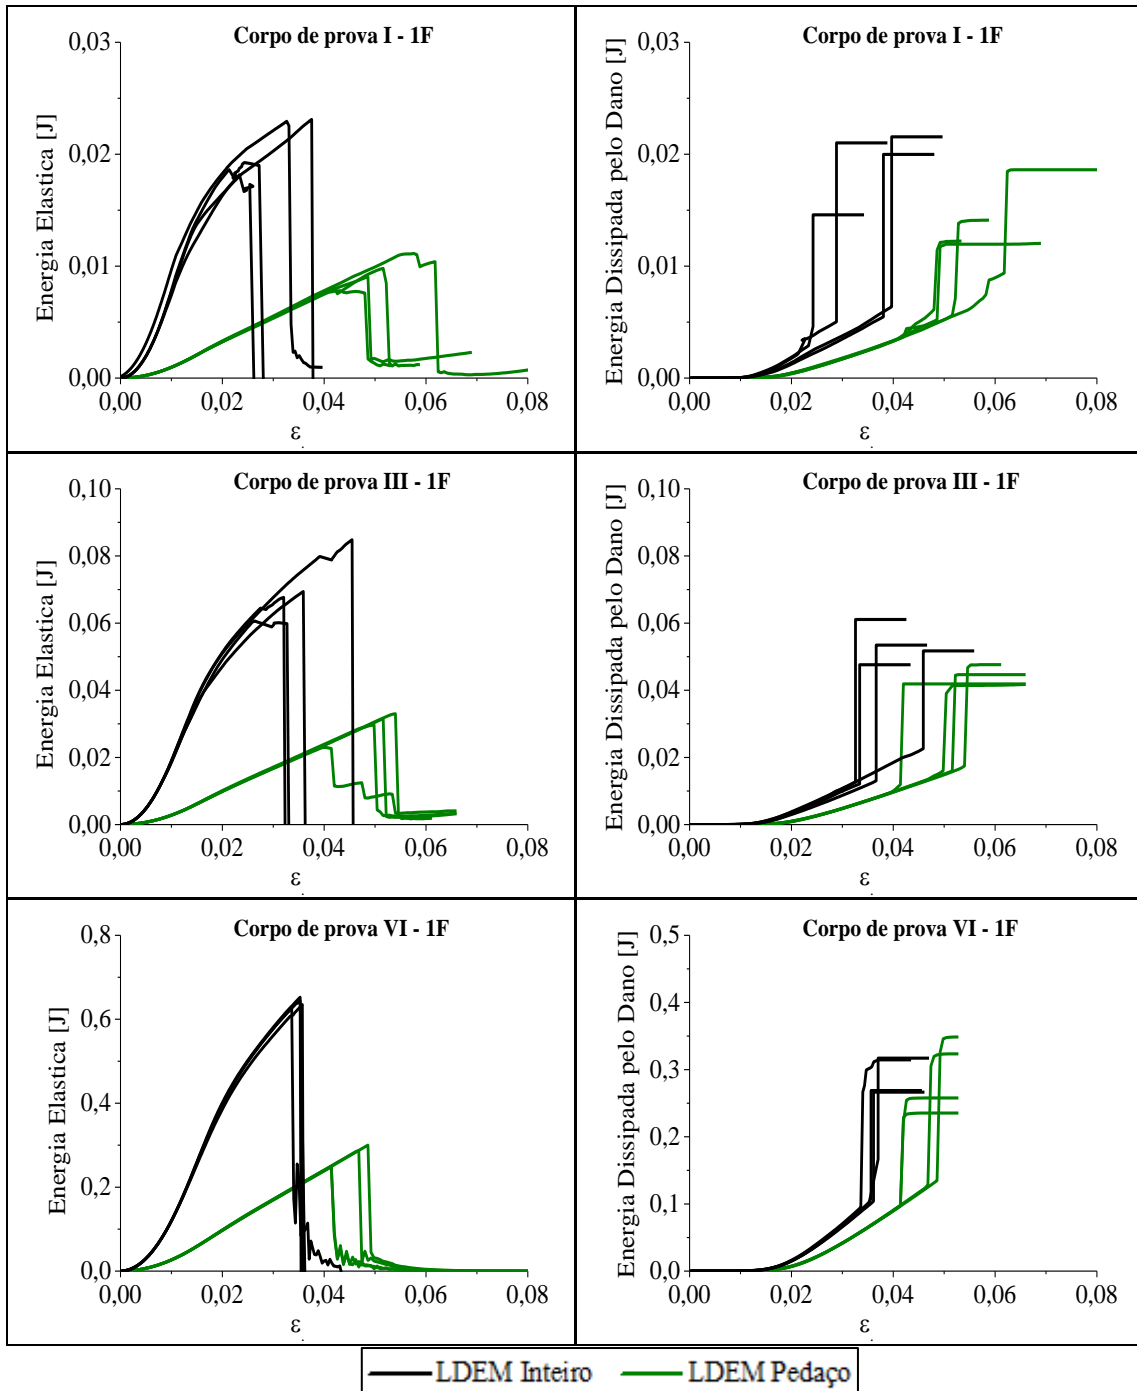 Corpo de prova I - 1F
Energia Elastica [J]
0,03
0,02
0,01
0,00
0,00 0,02 0,04 0,06 0,08
ε
Corpo de prova I - 1F
Energia Dissipada pelo Dano [J]
0,03
0,02
0,01
0,00
0,00 0,02 0,04 0,06 0,08
ε
Corpo de prova III - 1F
Energia Elastica [J]
0,10
0,08
0,06
0,04
0,02
0,00
0,00 0,02 0,04 0,06 0,08
ε
Corpo de prova III - 1F
Energia Dissipada pelo Dano [J]
0,10
0,08
0,06
0,04
0,02
0,00
0,00 0,02 0,04 0,06 0,08
ε
Corpo de prova VI - 1F
Energia Elastica [J]
0,8
0,6
0,4
0,2
0,0
0,00 0,02 0,04 0,06 0,08
ε
Corpo de prova VI - 1F
Energia Dissipada pelo Dano [J]
0,5
0,4
0,3
0,2
0,1
0,0
0,00 0,02 0,04 0,06 0,08
ε
LDEM Inteiro LDEM Pedaço